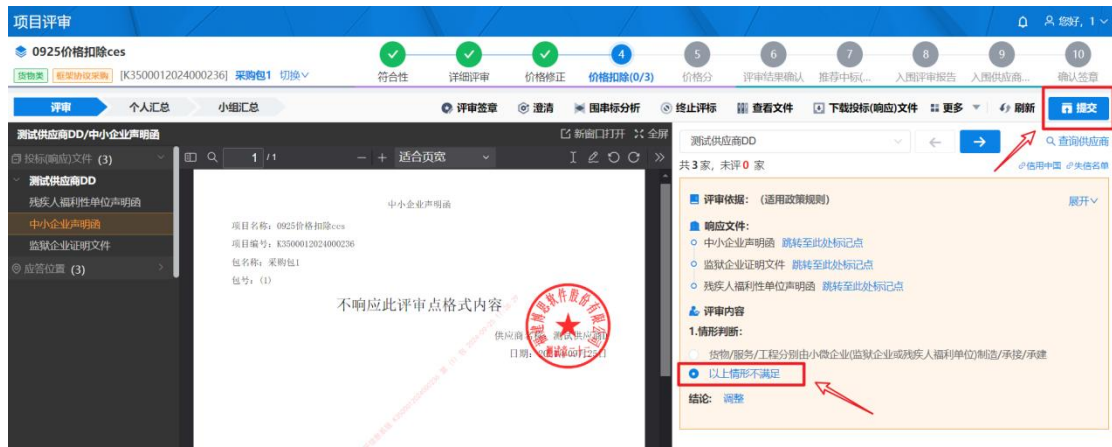 项目评审
您好，1
0925价格扣除ces
货物类 框架协议采购 [K3500012024000236] 采购包1 切换
符合性
详细评审
价格修正
4 价格扣除(0/3)
5 价格分
6 评审结果确认
7 推荐中标(...
8 入围评审报告
9 入围供应商...
10 确认签章
评审 个人汇总 小组汇总 评审签章 澄清 围串标分析 终止评标 查看文件 下载投标(响应)文件 更多 刷新 提交
测试供应商DD/中小企业声明函 新窗口打开 全屏
投标(响应)文件 (3)
测试供应商DD
残疾人福利性单位声明函
中小企业声明函
监狱企业证明文件
应答位置 (3)
1 /1 — + 适合页宽
中小企业声明函
项目名称：0925价格扣除ces
项目编号：K3500012024000236
包名称：采购包1
包号：(1)
不响应此评审点格式内容
测试供应商DD 查询供应商
共3家，未评0 家 信用中国 失信名单
评审依据：（适用政策规则） 展开
响应文件：
中小企业声明函 跳转至此处标记点
监狱企业证明文件 跳转至此处标记点
残疾人福利性单位声明函 跳转至此处标记点
评审内容
1.情形判断：
货物/服务/工程分别由小微企业(监狱企业或残疾人福利单位)制造/承接/承建
以上情形不满足
结论： 调整